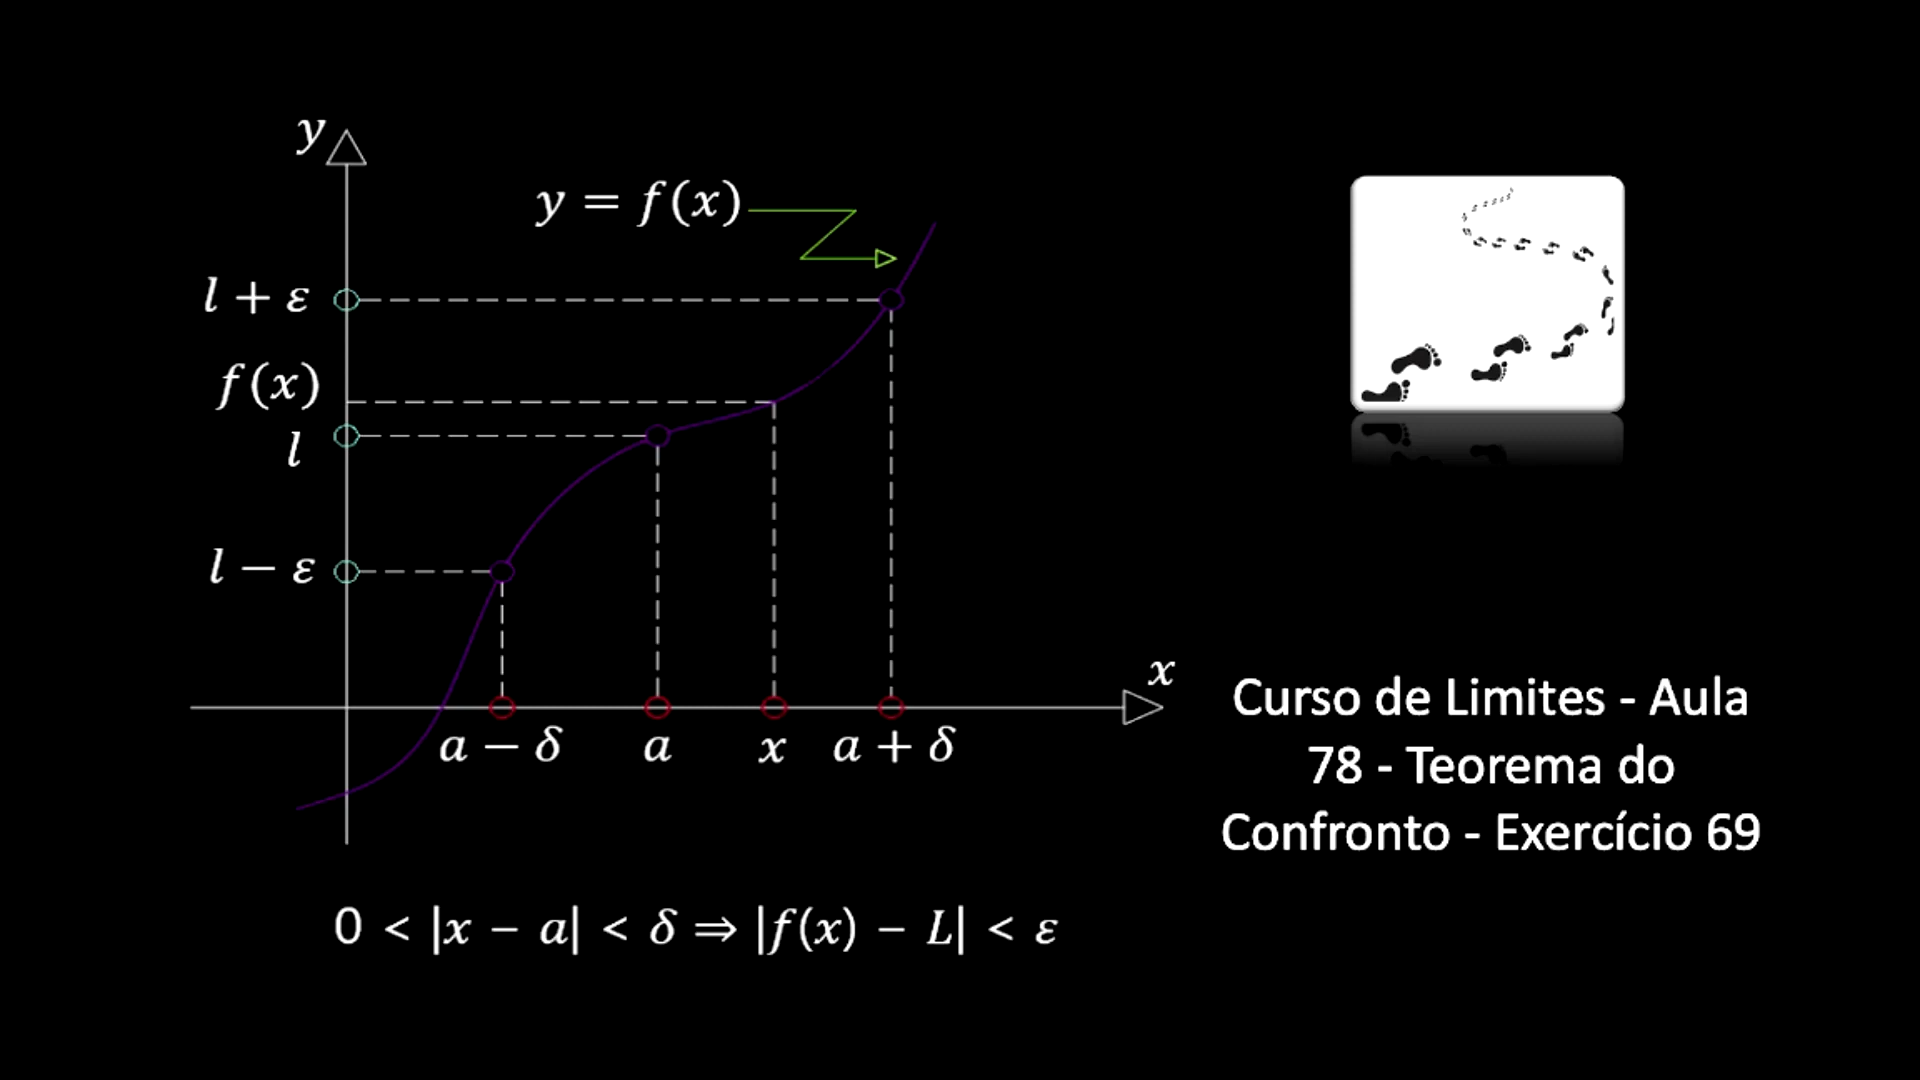 y
y = f(x)
l + ε
f(x)
l
l − ε
x
a − δ a x a + δ
0 < |x − a| < δ ⇒ |f(x) − L| < ε
Curso de Limites - Aula
78 - Teorema do
Confronto - Exercício 69